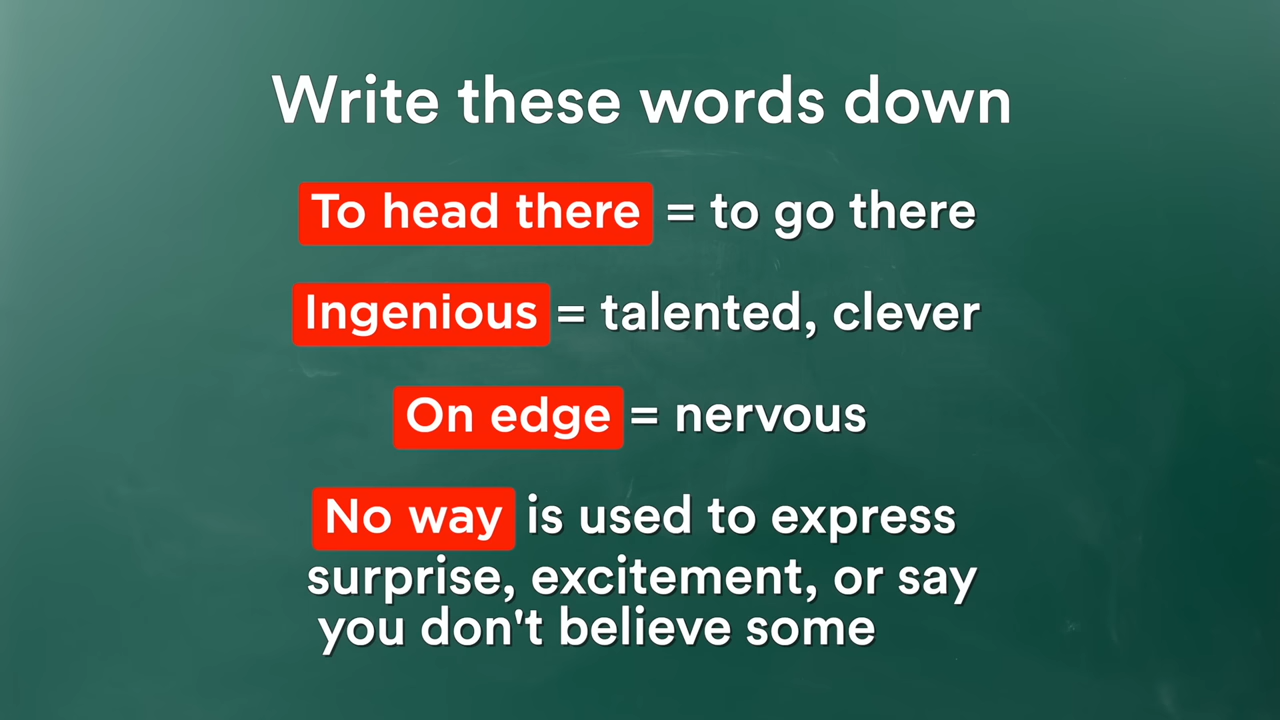 Write these words down
To head there = to go there
Ingenious = talented, clever
On edge = nervous
No way is used to express
surprise, excitement, or say
you don't believe some